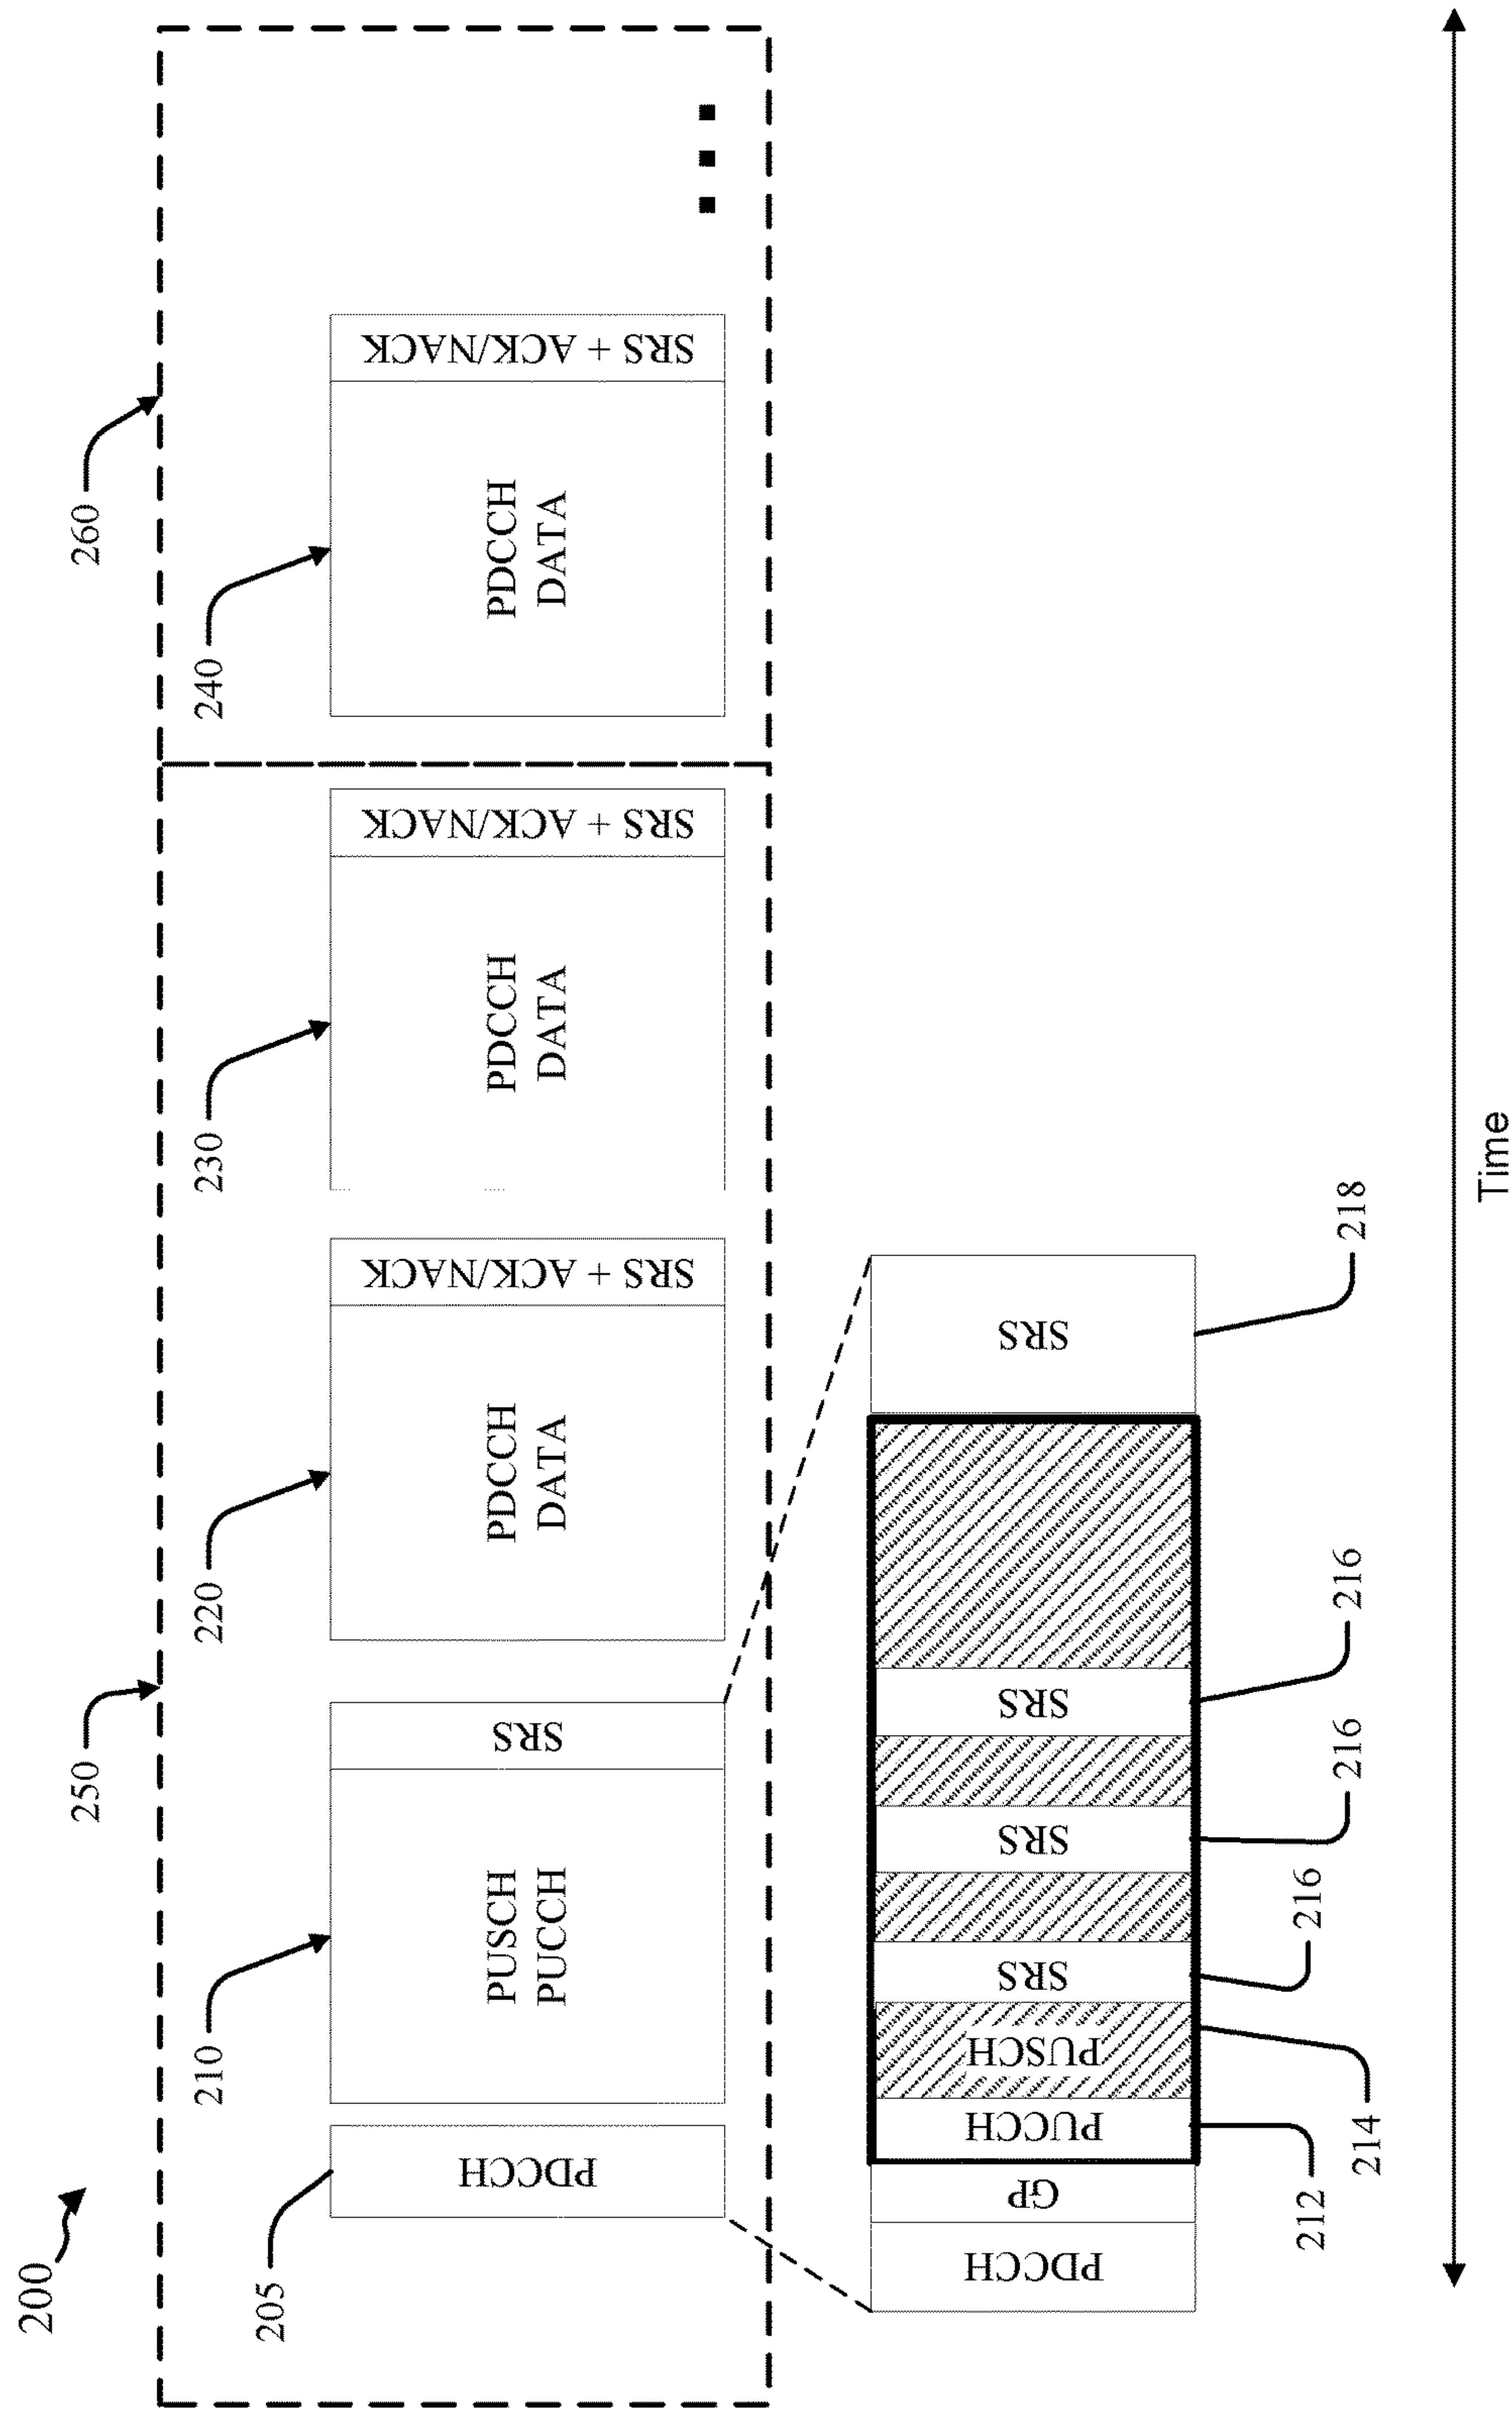 200
250
260
205
210
220
230
240
PDCCH
PUSCH
PUCCH
SRS
PDCCH
DATA
SRS + ACK/NACK
PDCCH
DATA
SRS + ACK/NACK
PDCCH
DATA
SRS + ACK/NACK
PDCCH
GP
PUCCH
PUSCH
SRS
SRS
SRS
SRS
212
214
216
216
216
218
Time